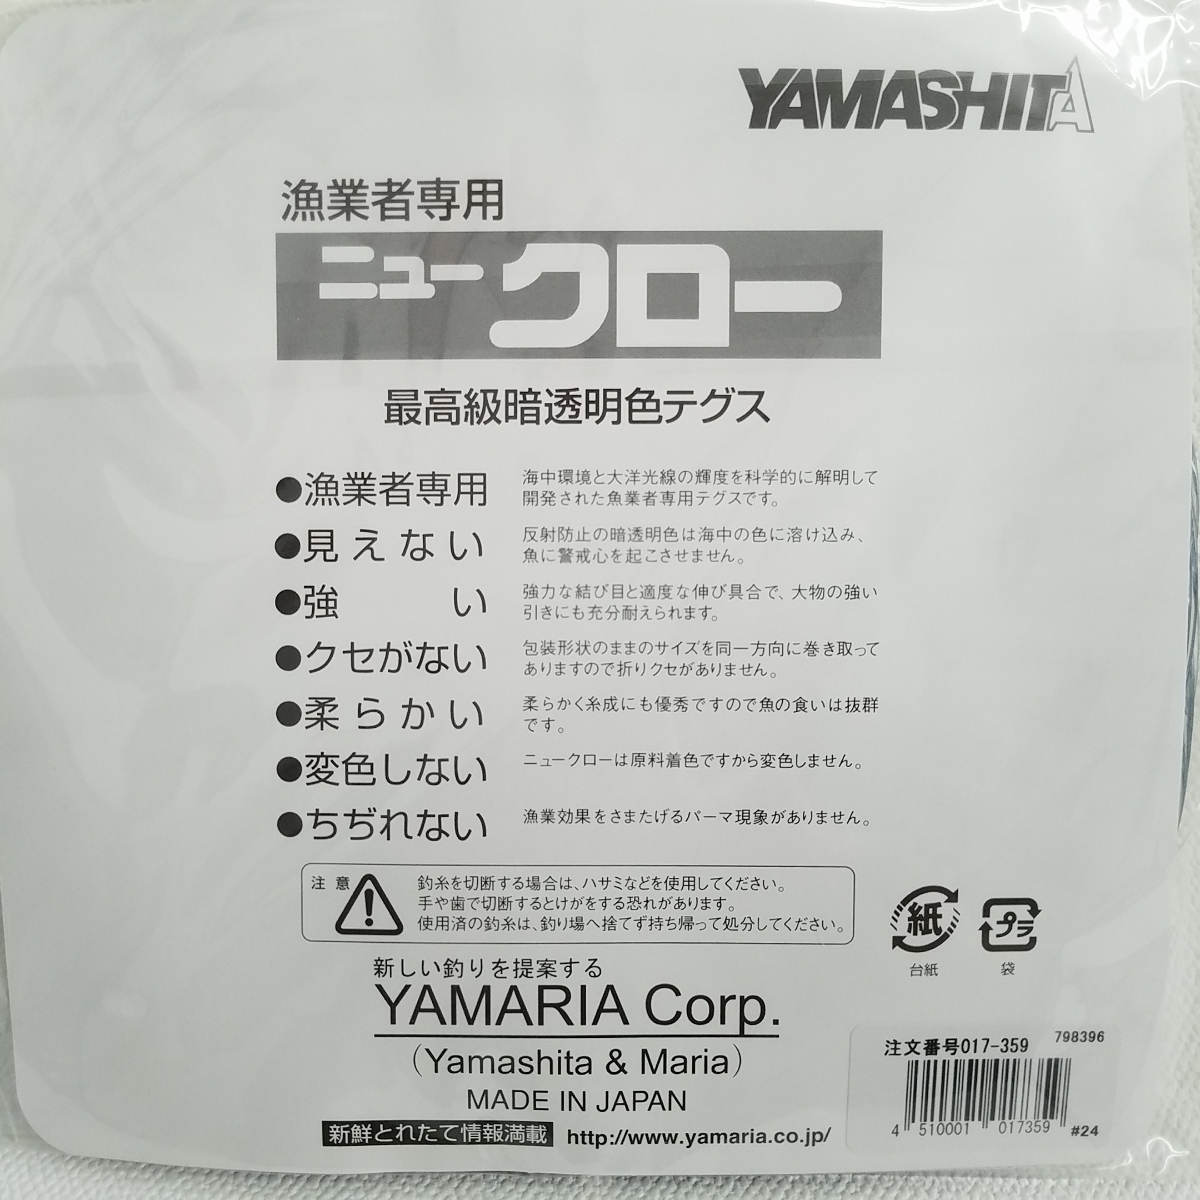 YAMASHITA
漁業者専用
ニュークロー
最高級暗透明色テグス
●漁業者専用 海中環境と大洋光線の輝度を科学的に解明して
開発された魚業者専用テグスです。
●見えない 反射防止の暗透明色は海中の色に溶け込み、
魚に警戒心を起こさせません。
●強い 強力な結び目と適度な伸び具合で、大物の強い
引きにも充分耐えられます。
●クセがない 包装形状のままのサイズを同一方向に巻き取って
ありますので折りクセがありません。
●柔らかい 柔らかく糸成にも優秀ですので魚の食いは抜群
です。
●変色しない ニュークローは原料着色ですから変色しません。
●ちぢれない 漁業効果をさまたげるパーマ現象がありません。
注意 釣糸を切断する場合は、ハサミなどを使用してください。
手や歯で切断するとけがをする恐れがあります。
使用済の釣糸は、釣り場へ捨てず持ち帰って処分してください。
紙 プラ
台紙 袋
新しい釣りを提案する
YAMARIA Corp.
(Yamashita & Maria)
MADE IN JAPAN
新鮮とれたて情報満載 http://www.yamaria.co.jp/
798396
注文番号017-359
4 510001 017359 #24